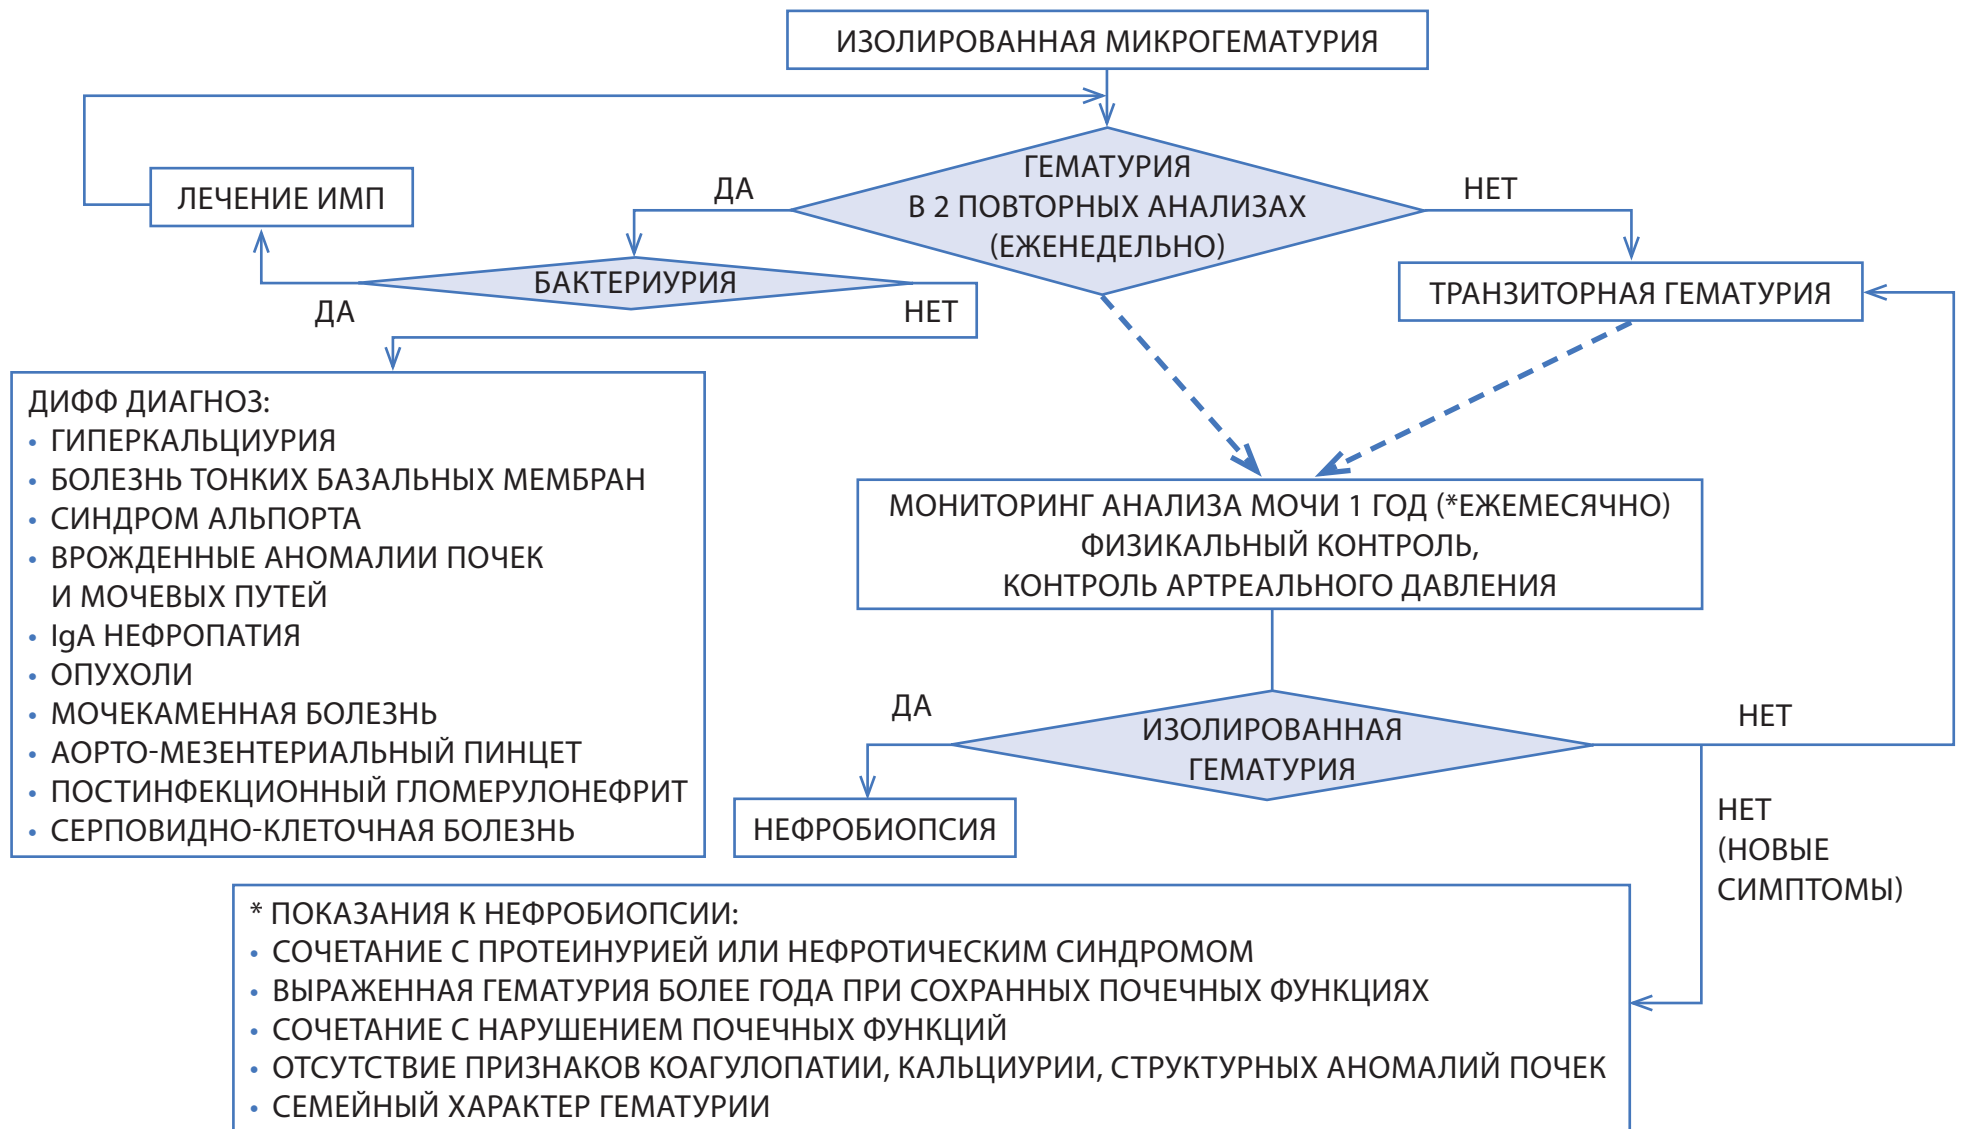 ИЗОЛИРОВАННАЯ МИКРОГЕМАТУРИЯ
ГЕМАТУРИЯ
В 2 ПОВТОРНЫХ АНАЛИЗАХ
(ЕЖЕНЕДЕЛЬНО)
ДА
НЕТ
ЛЕЧЕНИЕ ИМП
БАКТЕРИУРИЯ
ДА
НЕТ
ТРАНЗИТОРНАЯ ГЕМАТУРИЯ
ДИФФ ДИАГНОЗ:
• ГИПЕРКАЛЬЦИУРИЯ
• БОЛЕЗНЬ ТОНКИХ БАЗАЛЬНЫХ МЕМБРАН
• СИНДРОМ АЛЬПОРТА
• ВРОЖДЕННЫЕ АНОМАЛИИ ПОЧЕК
И МОЧЕВЫХ ПУТЕЙ
• IgA НЕФРОПАТИЯ
• ОПУХОЛИ
• МОЧЕКАМЕННАЯ БОЛЕЗНЬ
• АОРТО-МЕЗЕНТЕРИАЛЬНЫЙ ПИНЦЕТ
• ПОСТИНФЕКЦИОННЫЙ ГЛОМЕРУЛОНЕФРИТ
• СЕРПОВИДНО-КЛЕТОЧНАЯ БОЛЕЗНЬ
МОНИТОРИНГ АНАЛИЗА МОЧИ 1 ГОД (*ЕЖЕМЕСЯЧНО)
ФИЗИКАЛЬНЫЙ КОНТРОЛЬ,
КОНТРОЛЬ АРТРЕАЛЬНОГО ДАВЛЕНИЯ
ДА
ИЗОЛИРОВАННАЯ
ГЕМАТУРИЯ
НЕТ
НЕФРОБИОПСИЯ
НЕТ
(НОВЫЕ
СИМПТОМЫ)
* ПОКАЗАНИЯ К НЕФРОБИОПСИИ:
• СОЧЕТАНИЕ С ПРОТЕИНУРИЕЙ ИЛИ НЕФРОТИЧЕСКИМ СИНДРОМОМ
• ВЫРАЖЕННАЯ ГЕМАТУРИЯ БОЛЕЕ ГОДА ПРИ СОХРАННЫХ ПОЧЕЧНЫХ ФУНКЦИЯХ
• СОЧЕТАНИЕ С НАРУШЕНИЕМ ПОЧЕЧНЫХ ФУНКЦИЙ
• ОТСУТСТВИЕ ПРИЗНАКОВ КОАГУЛОПАТИИ, КАЛЬЦИУРИИ, СТРУКТУРНЫХ АНОМАЛИЙ ПОЧЕК
• СЕМЕЙНЫЙ ХАРАКТЕР ГЕМАТУРИИ